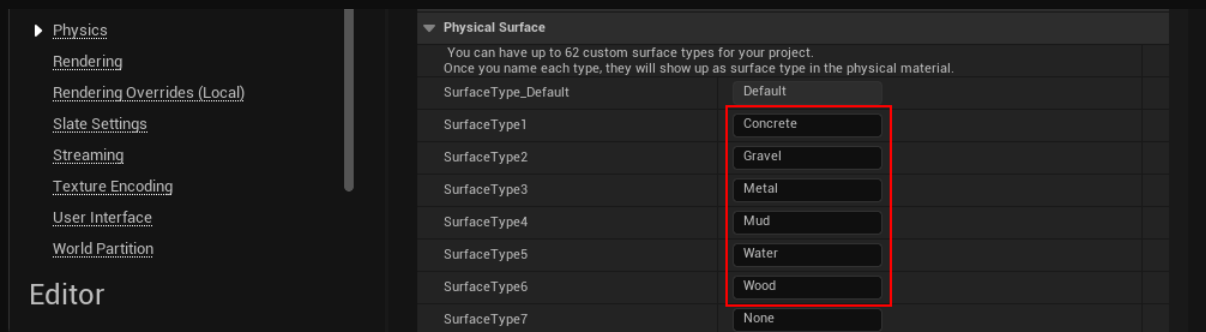 Physics
Rendering
Rendering Overrides (Local)
Slate Settings
Streaming
Texture Encoding
User Interface
World Partition
Editor
Physical Surface
You can have up to 62 custom surface types for your project.
Once you name each type, they will show up as surface type in the physical material.
SurfaceType_Default Default
SurfaceType1 Concrete
SurfaceType2 Gravel
SurfaceType3 Metal
SurfaceType4 Mud
SurfaceType5 Water
SurfaceType6 Wood
SurfaceType7 None